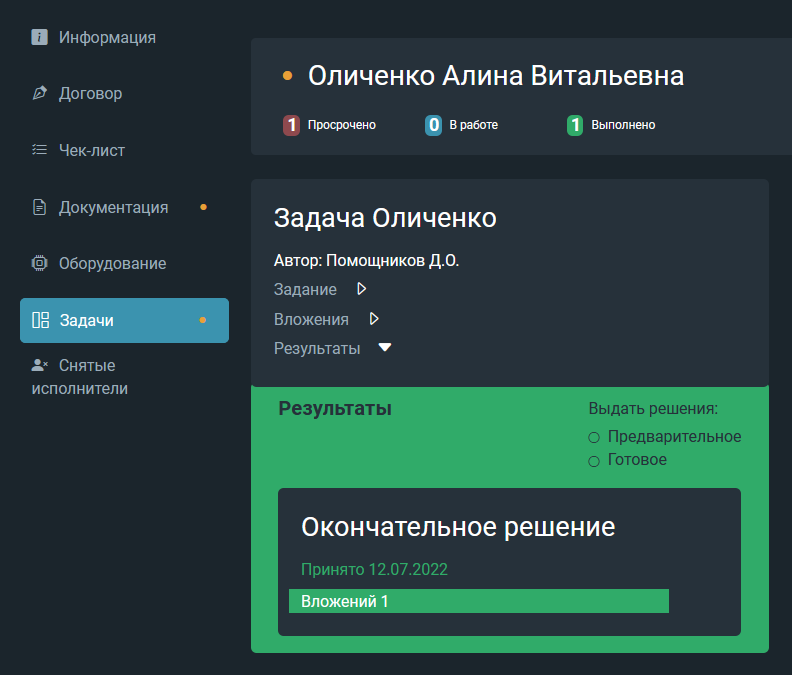 Информация
Договор
Чек-лист
Документация
Оборудование
Задачи
Снятые
исполнители
Оличенко Алина Витальевна
1 Просрочено 0 В работе 1 Выполнено
Задача Оличенко
Автор: Помощников Д.О.
Задание
Вложения
Результаты
Результаты
Выдать решения:
Предварительное
Готовое
Окончательное решение
Принято 12.07.2022
Вложений 1